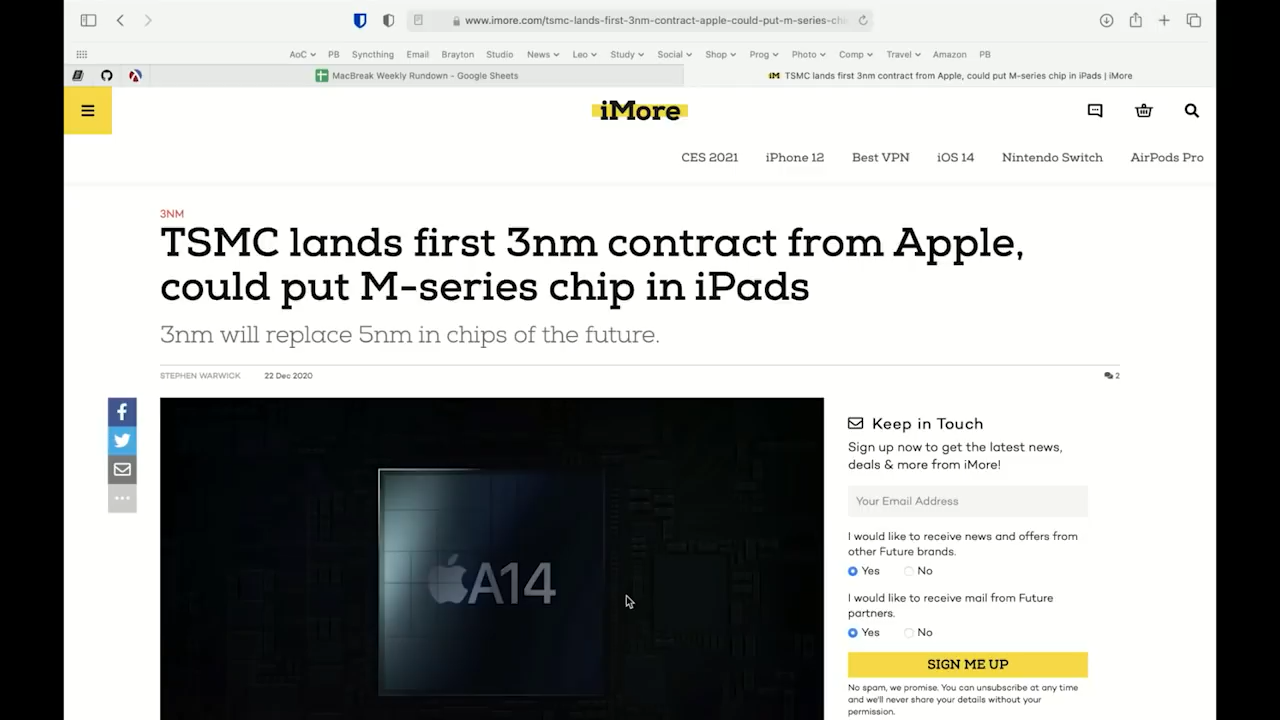 www.imore.com/tsmc-lands-first-3nm-contract-apple-could-put-m-series-chi
AoC PB Syncthing Email Brayton Studio News Leo Study Social Shop Prog Photo Comp Travel Amazon PB
MacBreak Weekly Rundown - Google Sheets
iM TSMC lands first 3nm contract from Apple, could put M-series chip in iPads | iMore
iMore
CES 2021 iPhone 12 Best VPN iOS 14 Nintendo Switch AirPods Pro
3NM
TSMC lands first 3nm contract from Apple,
could put M-series chip in iPads
3nm will replace 5nm in chips of the future.
STEPHEN WARWICK 22 Dec 2020 2
A14
Keep in Touch
Sign up now to get the latest news,
deals & more from iMore!
Your Email Address
I would like to receive news and offers from
other Future brands.
Yes No
I would like to receive mail from Future
partners.
Yes No
SIGN ME UP
No spam, we promise. You can unsubscribe at any time
and we'll never share your details without your
permission.